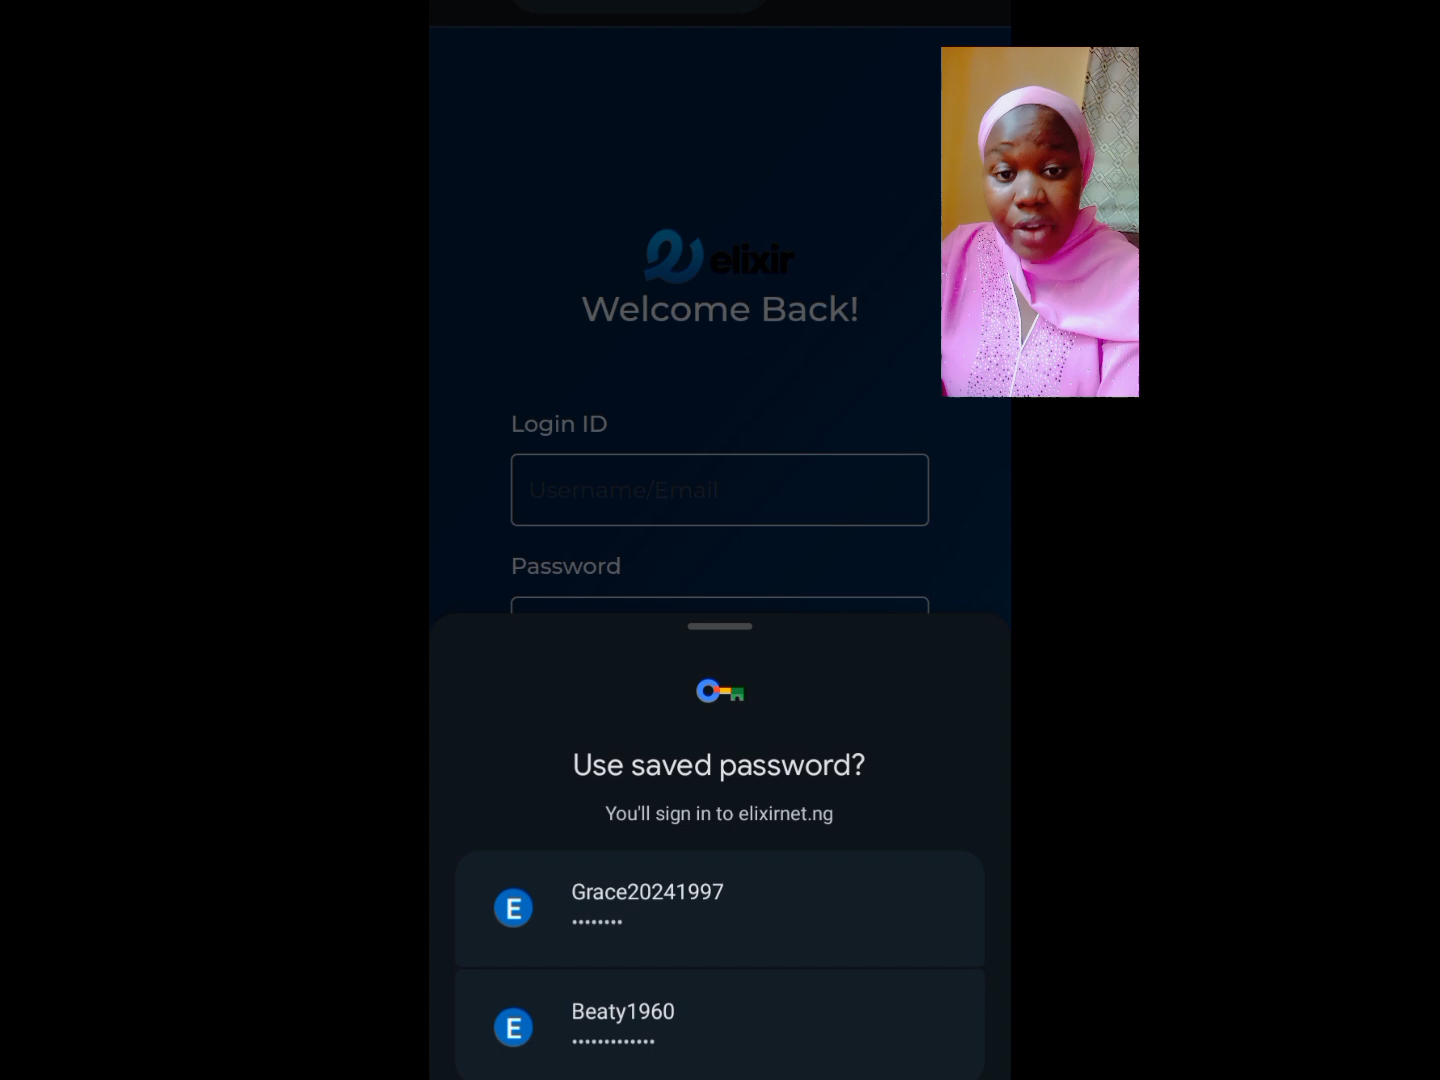 elixir
Welcome Back!
Login ID
Username/Email
Password
Use saved password?
You'll sign in to elixirnet.ng
E
Grace20241997
••••••••
E
Beaty1960
•••••••••••••